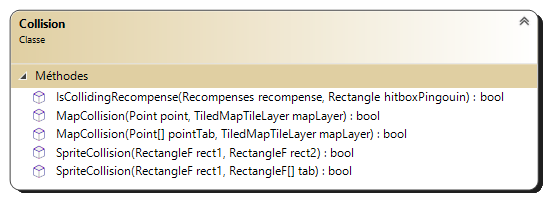 Collision
Classe
Méthodes
IsCollidingRecompense(Recompenses recompense, Rectangle hitboxPingouin) : bool
MapCollision(Point point, TiledMapTileLayer mapLayer) : bool
MapCollision(Point[] pointTab, TiledMapTileLayer mapLayer) : bool
SpriteCollision(RectangleF rect1, RectangleF rect2) : bool
SpriteCollision(RectangleF rect1, RectangleF[] tab) : bool